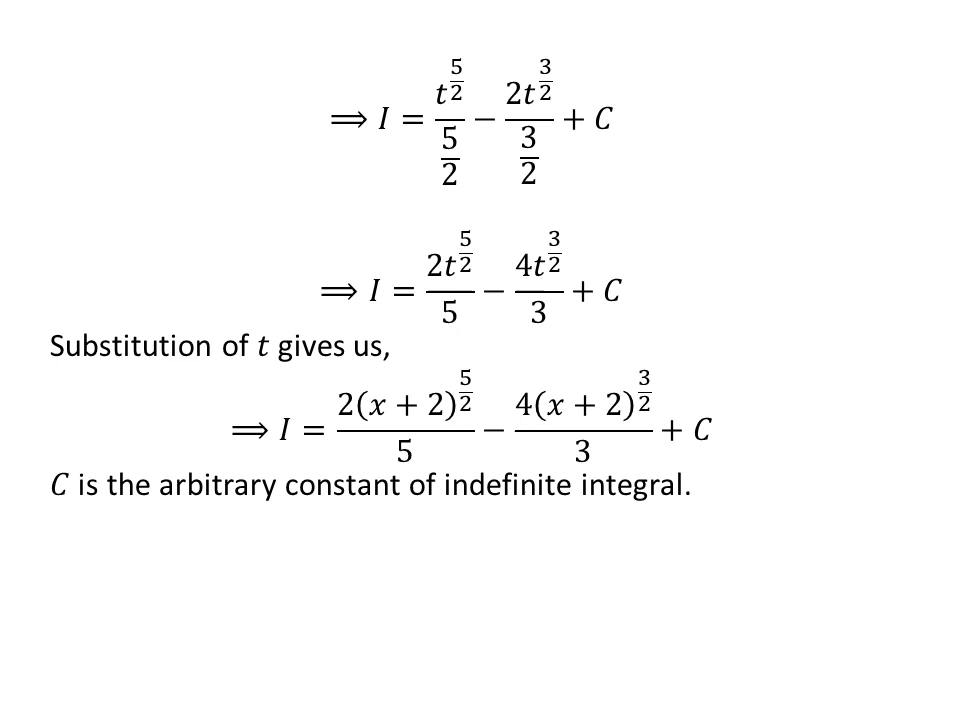 ⟹ 𝐼 = t^(5/2)/(5/2) − 2t^(3/2)/(3/2) + C
⟹ 𝐼 = 2t^(5/2)/5 − 4t^(3/2)/3 + C
Substitution of t gives us,
⟹ 𝐼 = 2(x + 2)^(5/2)/5 − 4(x + 2)^(3/2)/3 + C
C is the arbitrary constant of indefinite integral.